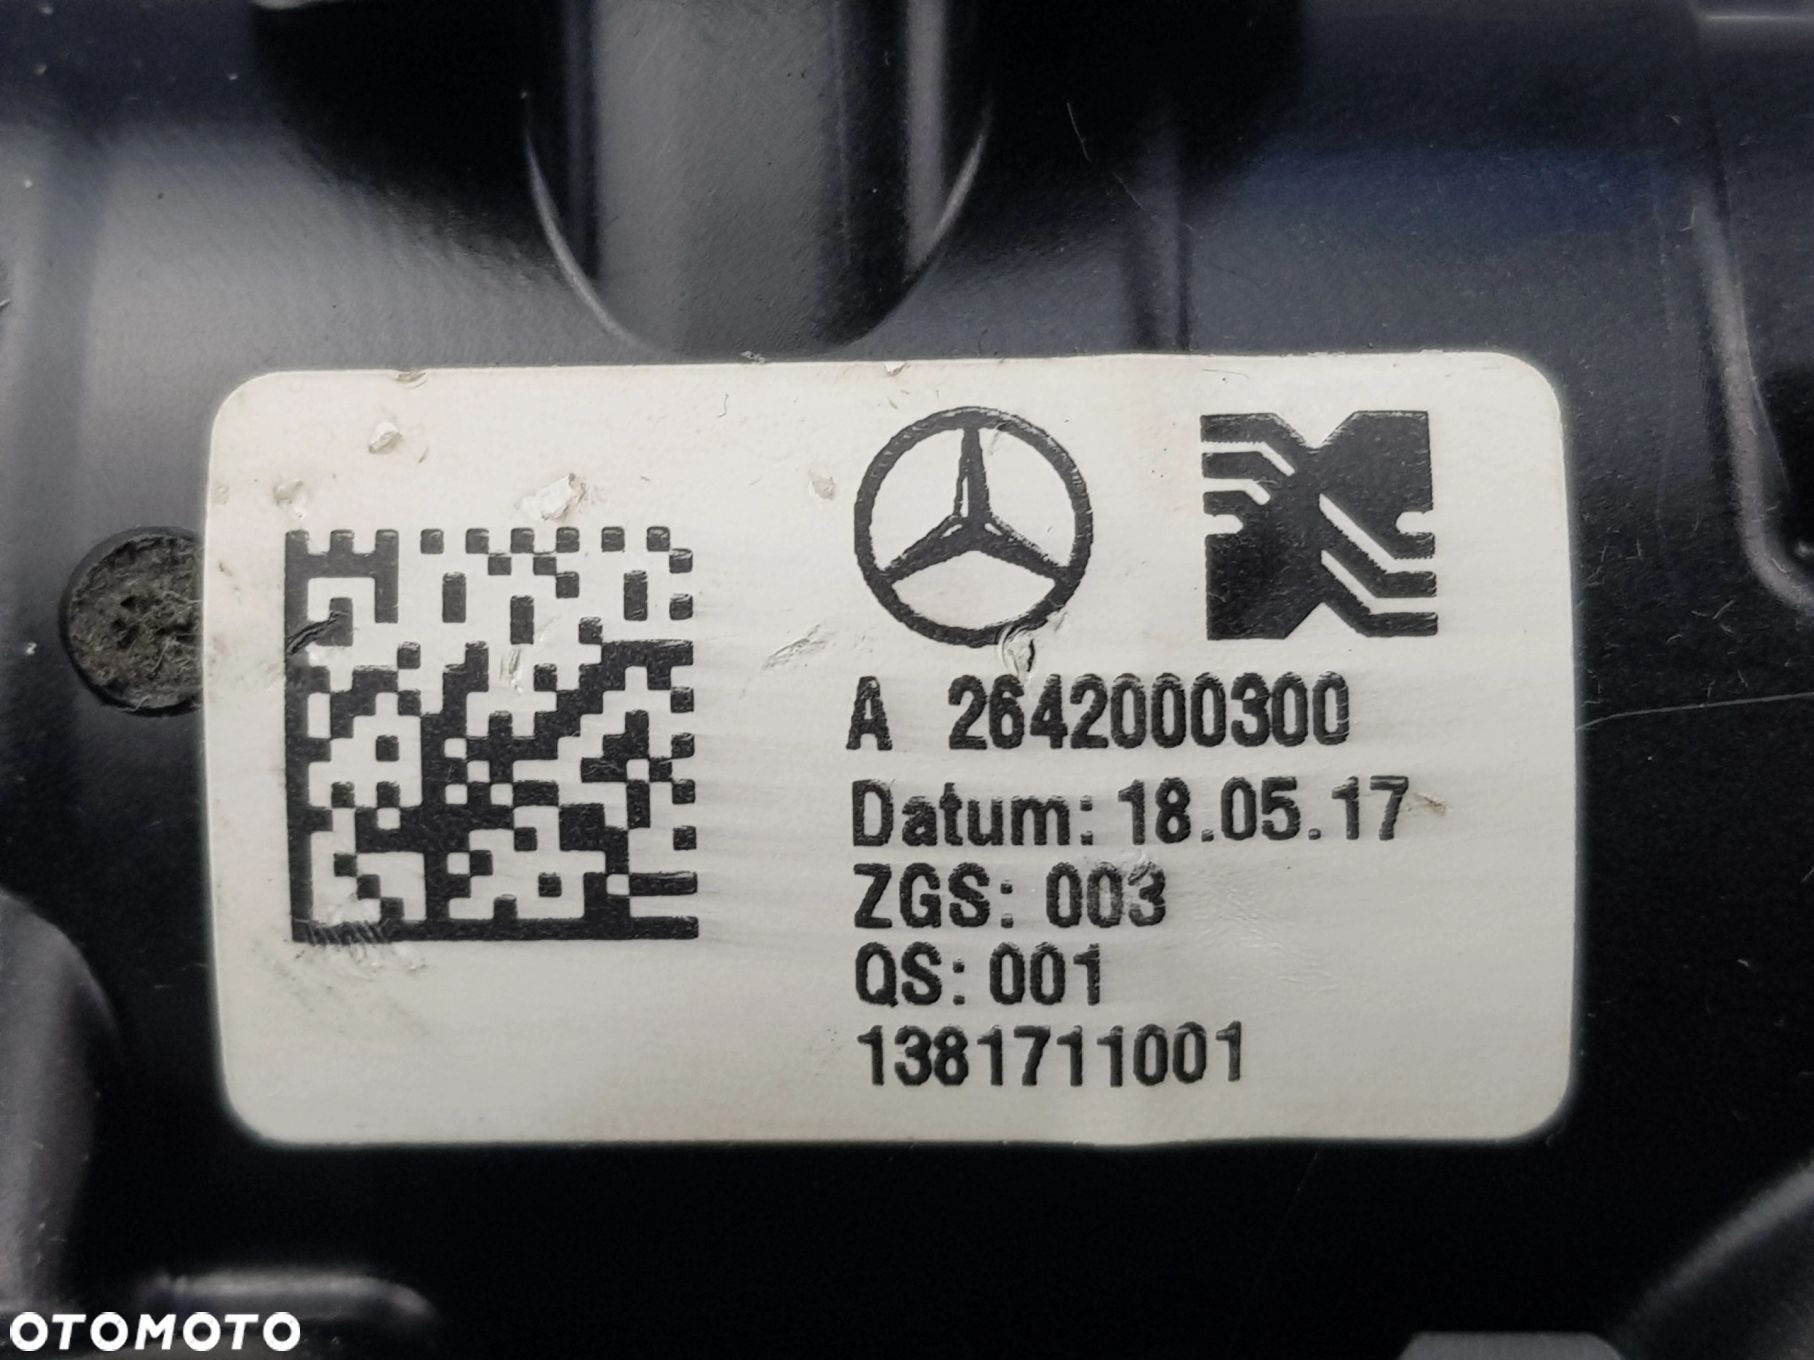 A 2642000300
Datum: 18.05.17
ZGS: 003
QS: 001
1381711001
OTOMOTO